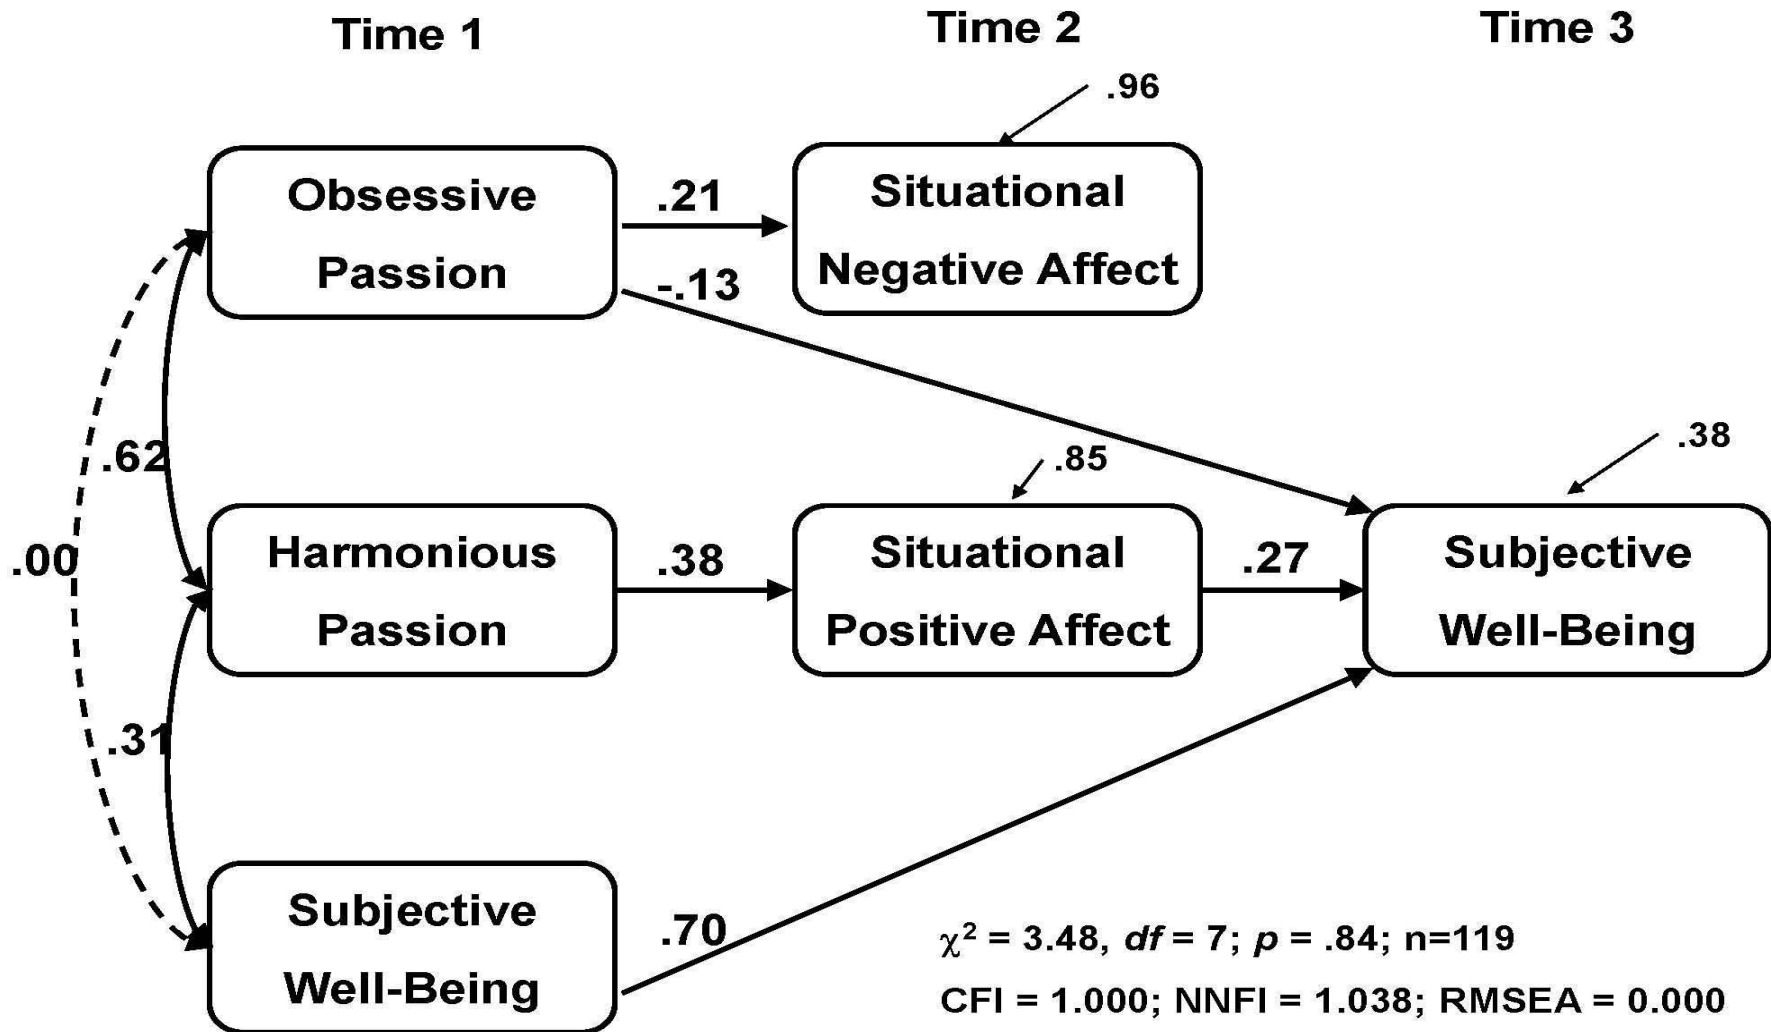 Time 1
Time 2
Time 3
.96
Obsessive
Passion
.21
-.13
Situational
Negative Affect
.62
.85
.38
.00
Harmonious
Passion
.38
Situational
Positive Affect
.27
Subjective
Well-Being
.31
Subjective
Well-Being
.70
χ² = 3.48, df = 7; p = .84; n=119
CFI = 1.000; NNFI = 1.038; RMSEA = 0.000